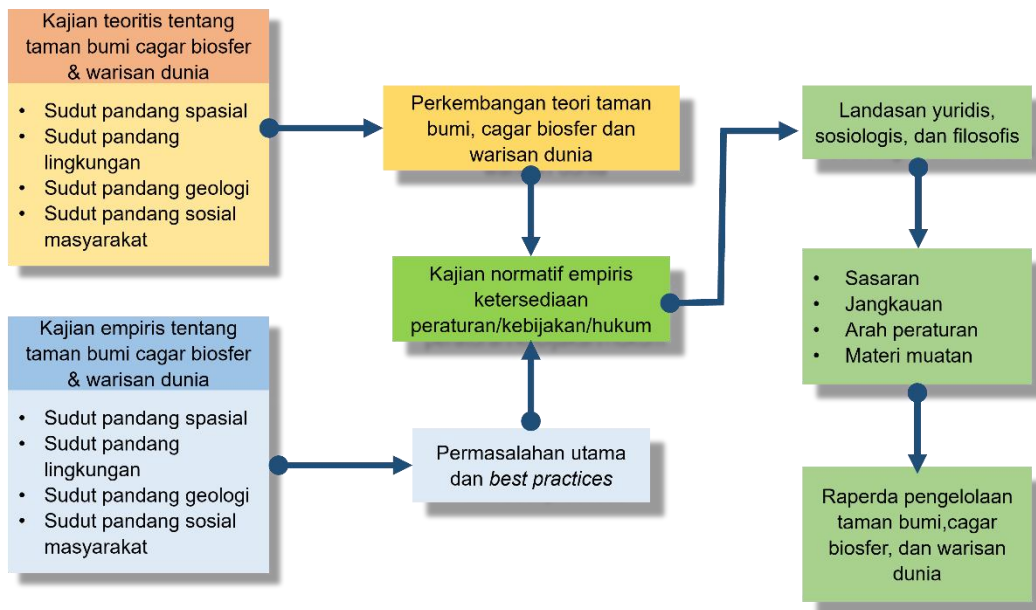 Kajian teoritis tentang
taman bumi cagar biosfer
& warisan dunia
• Sudut pandang spasial
• Sudut pandang
lingkungan
• Sudut pandang geologi
• Sudut pandang sosial
masyarakat
Perkembangan teori taman
bumi, cagar biosfer dan
warisan dunia
Landasan yuridis,
sosiologis, dan filosofis
Kajian normatif empiris
ketersediaan
peraturan/kebijakan/hukum
• Sasaran
• Jangkauan
• Arah peraturan
• Materi muatan
Kajian empiris tentang
taman bumi cagar biosfer
& warisan dunia
• Sudut pandang spasial
• Sudut pandang
lingkungan
• Sudut pandang geologi
• Sudut pandang sosial
masyarakat
Permasalahan utama
dan best practices
Raperda pengelolaan
taman bumi,cagar
biosfer, dan warisan
dunia